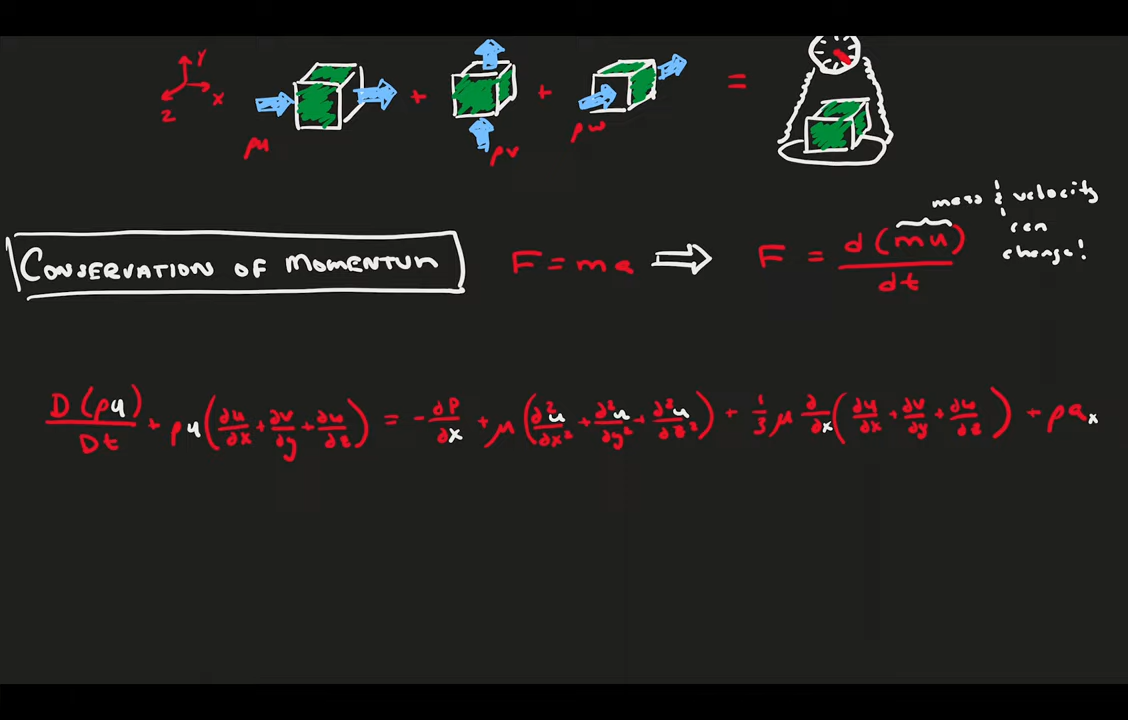 Y
X
Z
+ + =
ρu
ρv
ρw
mass & velocity
can
change!
CONSERVATION OF MOMENTUM F = ma ⇒ F = d(mu)/dt
D(ρu)/Dt + ρu(∂u/∂x + ∂v/∂y + ∂w/∂z) = -∂P/∂x + μ(∂²u/∂x² + ∂²u/∂y² + ∂²u/∂z²) + 1/3 μ ∂/∂x(∂u/∂x + ∂v/∂y + ∂w/∂z) + ρa_x